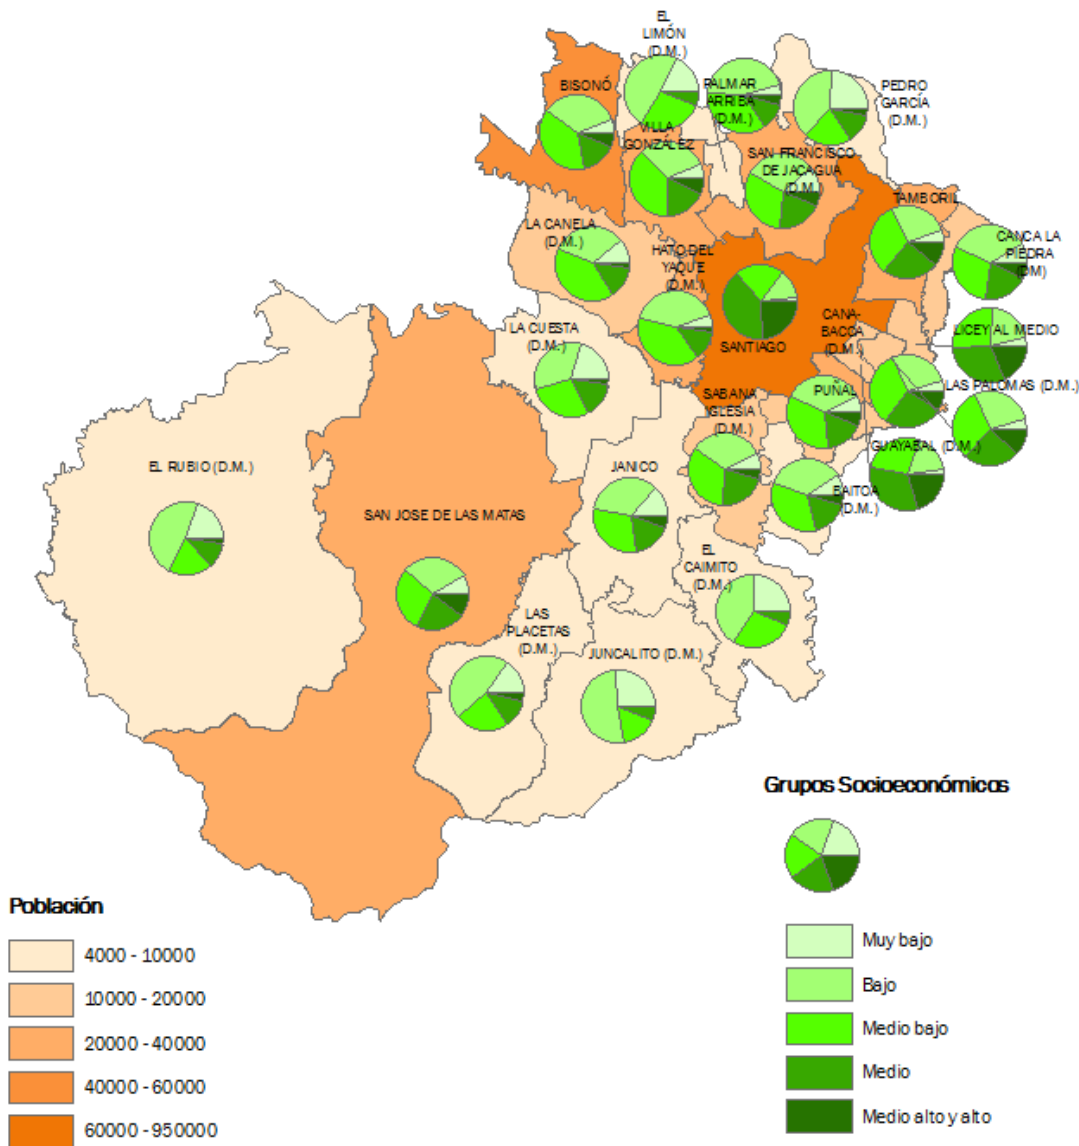 EL
LIMÓN
(D.M.)
BISONÓ
PALMAR
ARRIBA
(D.M.)
PEDRO
GARCÍA
(D.M.)
VILLA
GONZÁLEZ
SAN FRANCISCO
DE JACAGUA
(D.M.)
TAMBORIL
LA CANELA
(D.M.)
HATO DEL
YAQUE
(D.M.)
CANCA LA
PIEDRA
(DM)
LA CUESTA
(D.M.)
SANTIAGO
CANA-
BACOA
(D.M.)
LICEY AL MEDIO
LAS PALOMAS (D.M.)
SABANA
IGLESIA
(D.M.)
PUÑAL
GUAYABAL (D.M.)
EL RUBIO (D.M.)
JANICO
BAITOA
(D.M.)
SAN JOSE DE LAS MATAS
EL
CAIMITO
(D.M.)
LAS
PLACETAS
(D.M.)
JUNCALITO (D.M.)
Grupos Socioeconómicos
Muy bajo
Bajo
Medio bajo
Medio
Medio alto y alto
Población
4000 - 10000
10000 - 20000
20000 - 40000
40000 - 60000
60000 - 950000